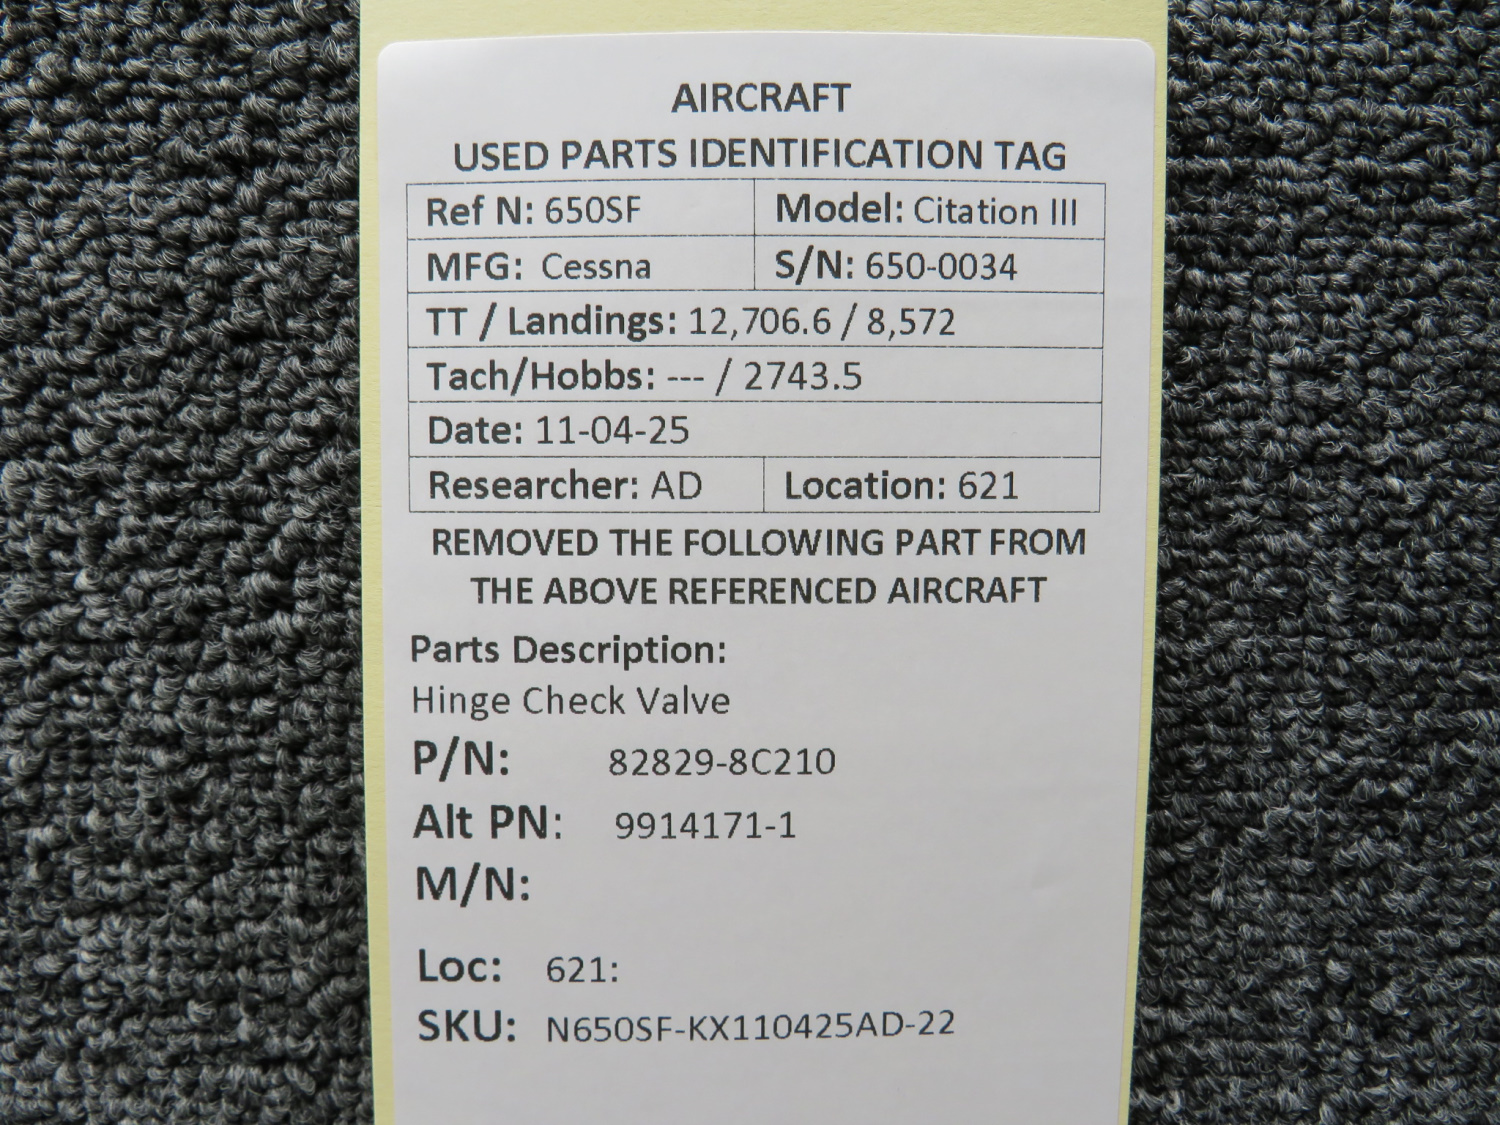 AIRCRAFT
USED PARTS IDENTIFICATION TAG
Ref N: 650SF Model: Citation III
MFG: Cessna S/N: 650-0034
TT / Landings: 12,706.6 / 8,572
Tach/Hobbs: --- / 2743.5
Date: 11-04-25
Researcher: AD Location: 621
REMOVED THE FOLLOWING PART FROM
THE ABOVE REFERENCED AIRCRAFT
Parts Description:
Hinge Check Valve
P/N: 82829-8C210
Alt PN: 9914171-1
M/N:
Loc: 621:
SKU: N650SF-KX110425AD-22